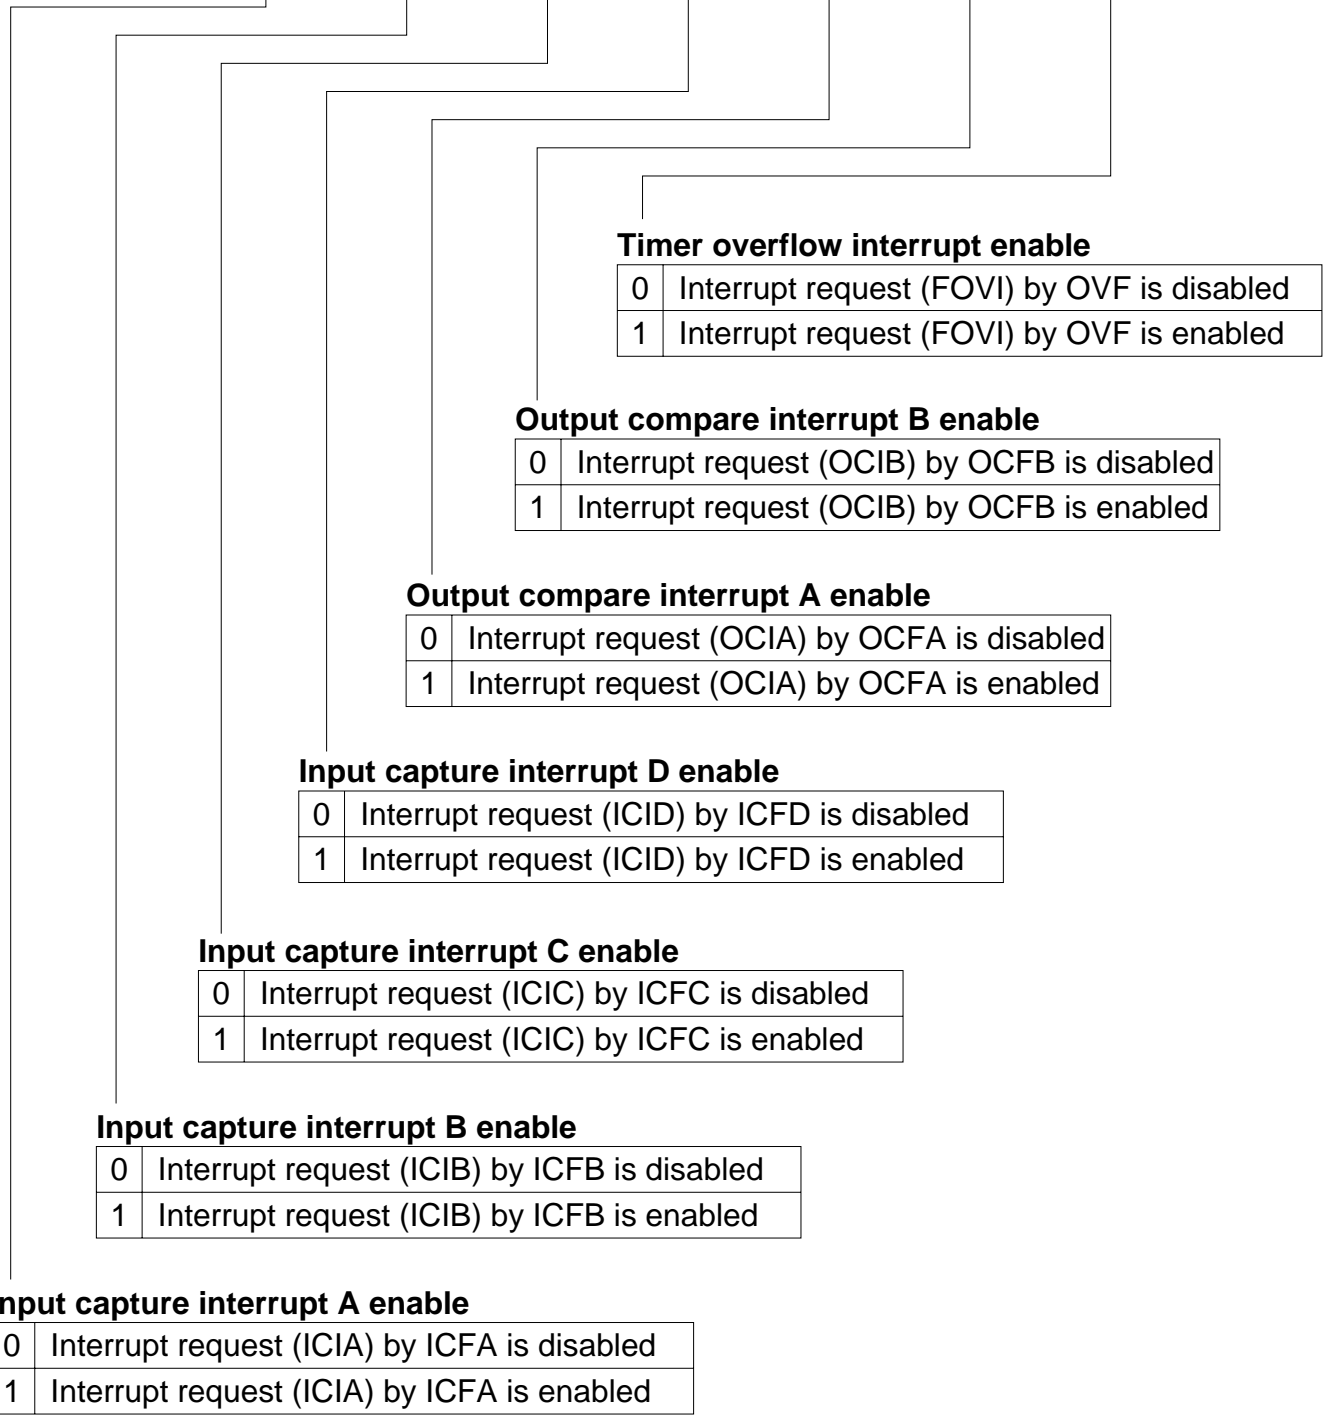 Timer overflow interrupt enable
0 Interrupt request (FOVI) by OVF is disabled
1 Interrupt request (FOVI) by OVF is enabled
Output compare interrupt B enable
0 Interrupt request (OCIB) by OCFB is disabled
1 Interrupt request (OCIB) by OCFB is enabled
Output compare interrupt A enable
0 Interrupt request (OCIA) by OCFA is disabled
1 Interrupt request (OCIA) by OCFA is enabled
Input capture interrupt D enable
0 Interrupt request (ICID) by ICFD is disabled
1 Interrupt request (ICID) by ICFD is enabled
Input capture interrupt C enable
0 Interrupt request (ICIC) by ICFC is disabled
1 Interrupt request (ICIC) by ICFC is enabled
Input capture interrupt B enable
0 Interrupt request (ICIB) by ICFB is disabled
1 Interrupt request (ICIB) by ICFB is enabled
nput capture interrupt A enable
0 Interrupt request (ICIA) by ICFA is disabled
1 Interrupt request (ICIA) by ICFA is enabled